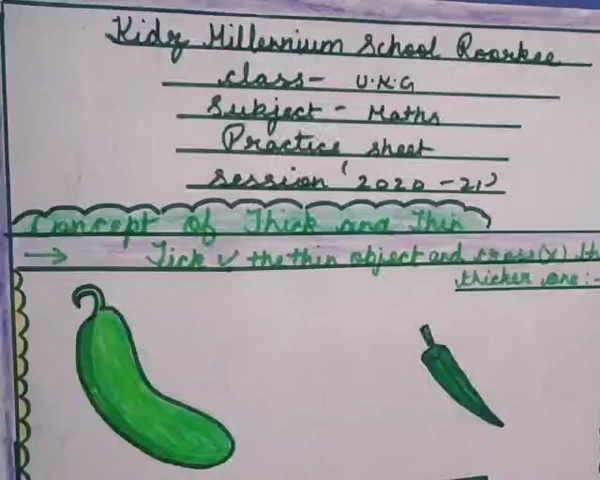 Kidz Millennium School Roorkee
class- U.K.G
Subject - Maths
Practice sheet
session (2020-21)
Concept of Thick and Thin
→ Tick ✓ the thin object and cross(x) th
thicker one:-